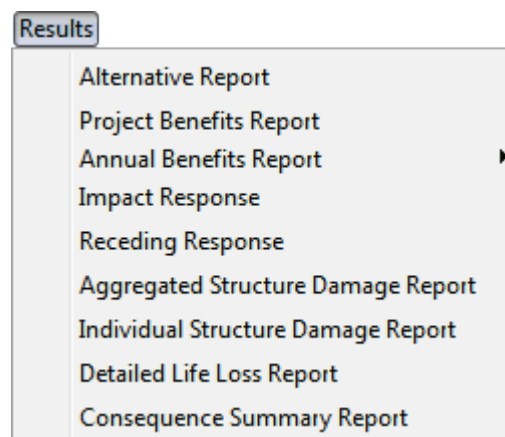 Results
Alternative Report
Project Benefits Report
Annual Benefits Report
Impact Response
Receding Response
Aggregated Structure Damage Report
Individual Structure Damage Report
Detailed Life Loss Report
Consequence Summary Report